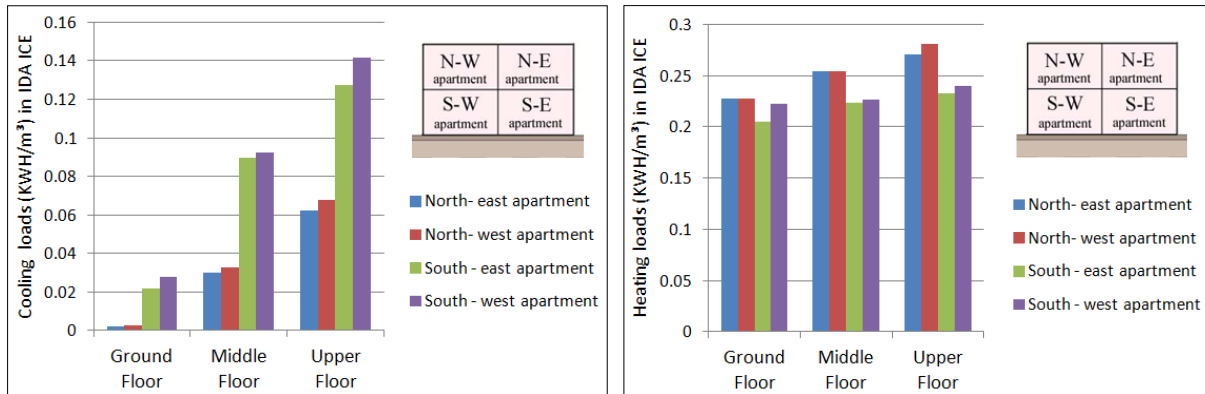 Cooling loads (KWH/m³) in IDA ICE
0.16
0.14
0.12
0.1
0.08
0.06
0.04
0.02
0
Ground Floor
Middle Floor
Upper Floor
N-W
apartment
N-E
apartment
S-W
apartment
S-E
apartment
North- east apartment
North- west apartment
South - east apartment
South - west apartment
Heating loads (KWH/m³) in IDA ICE
0.3
0.25
0.2
0.15
0.1
0.05
0
Ground Floor
Middle Floor
Upper Floor
N-W
apartment
N-E
apartment
S-W
apartment
S-E
apartment
North- east apartment
North- west apartment
South - east apartment
South - west apartment